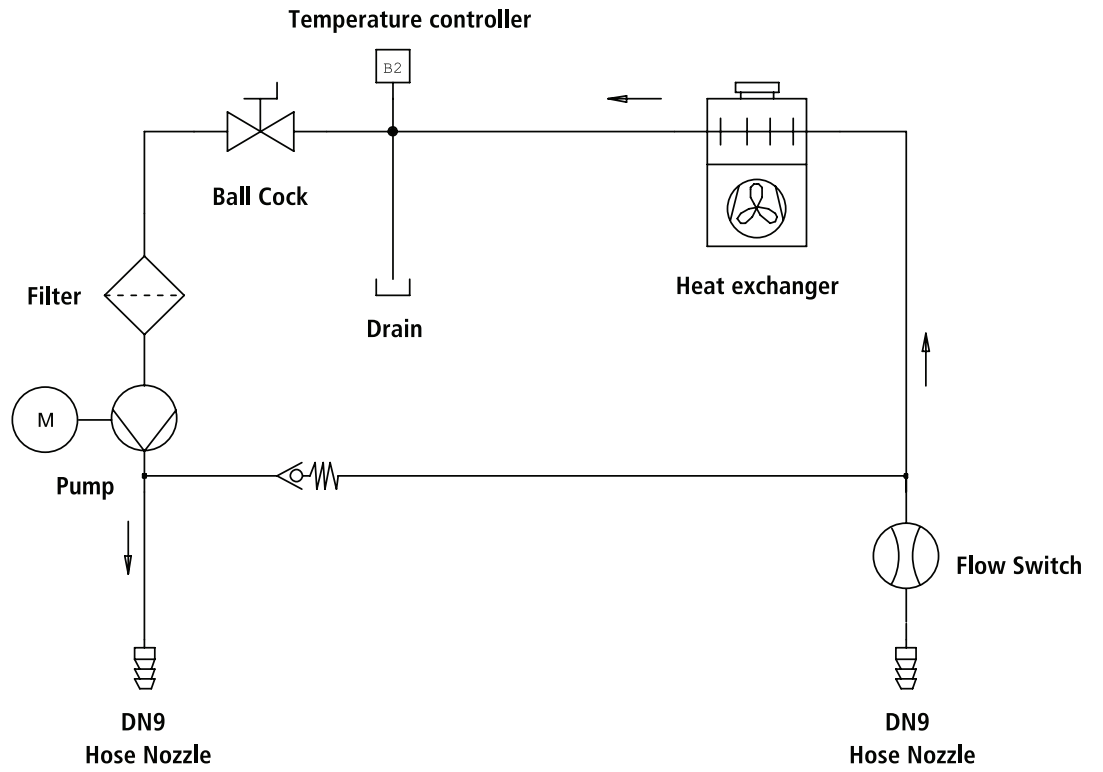 Temperature controller
B2
Ball Cock
Heat exchanger
Filter
Drain
M
Pump
Flow Switch
DN9
Hose Nozzle
DN9
Hose Nozzle